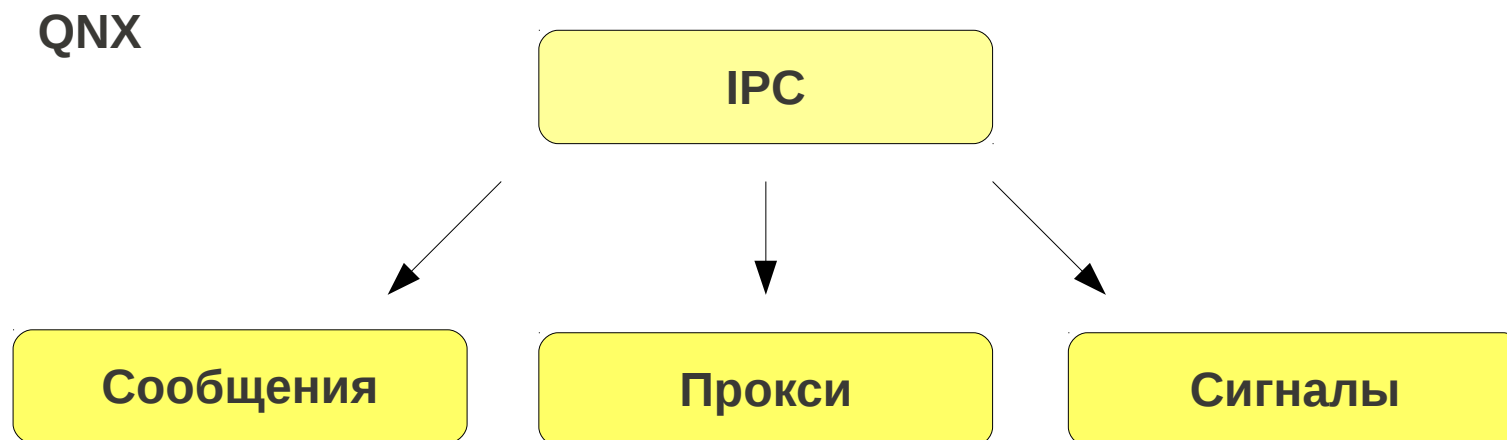 QNX
IPC
Сообщения
Прокси
Сигналы